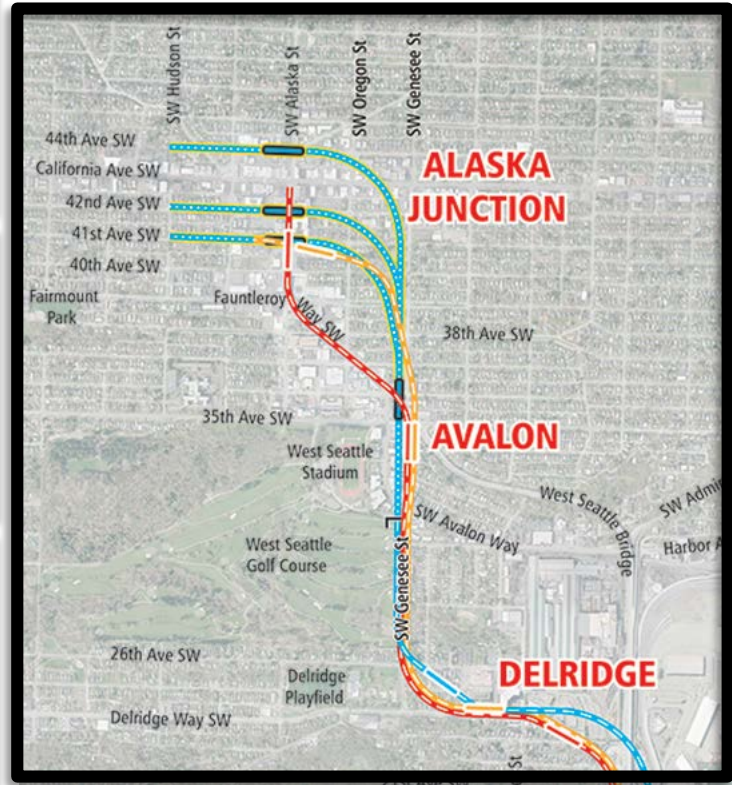 SW Hudson St
SW Alaska St
SW Oregon St
SW Genesee St
44th Ave SW
California Ave SW
42nd Ave SW
41st Ave SW
40th Ave SW
ALASKA
JUNCTION
Fairmount
Park
Fauntleroy
Way SW
38th Ave SW
35th Ave SW
AVALON
West Seattle
Stadium
West Seattle
Bridge
SW Admi
SW Avalon Way
Harbor A
West Seattle
Golf Course
SW Genesee St
26th Ave SW
DELRIDGE
Delridge
Playfield
Delridge Way SW
St